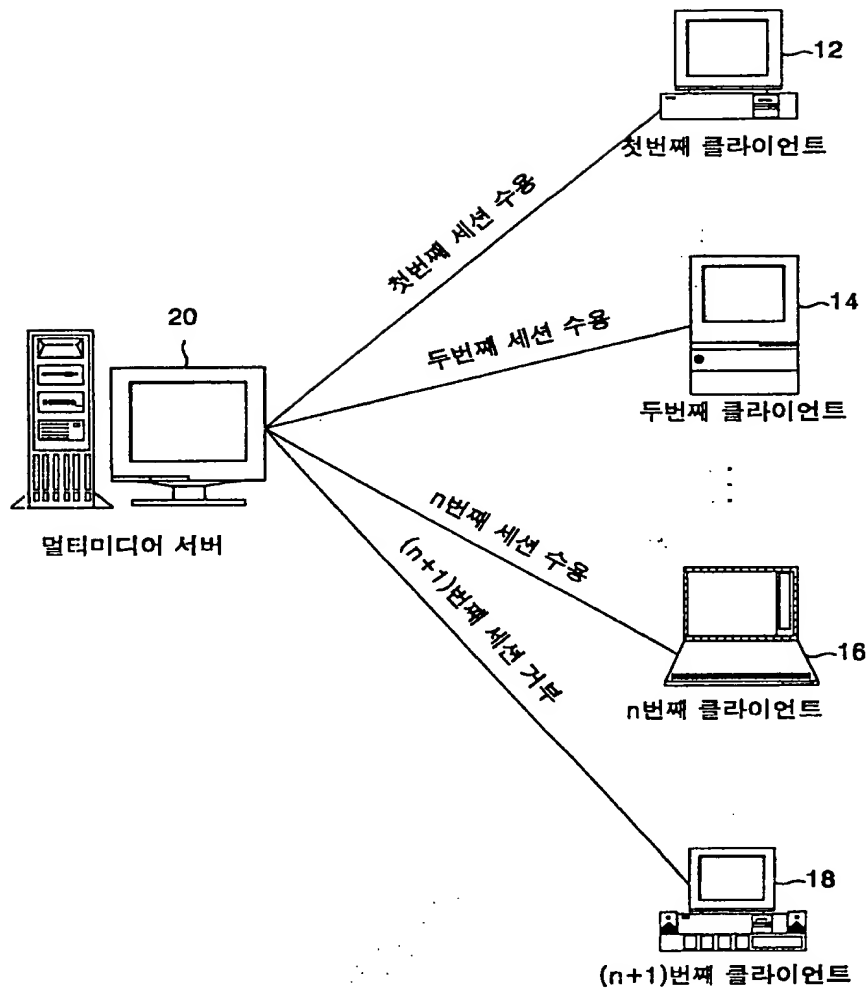 12
첫번째 클라이언트
첫번째 세션 수용
14
두번째 세션 수용
두번째 클라이언트
20
멀티미디어 서버
n번째 세션 수용
16
n번째 클라이언트
(n+1)번째 세션 거부
18
(n+1)번째 클라이언트